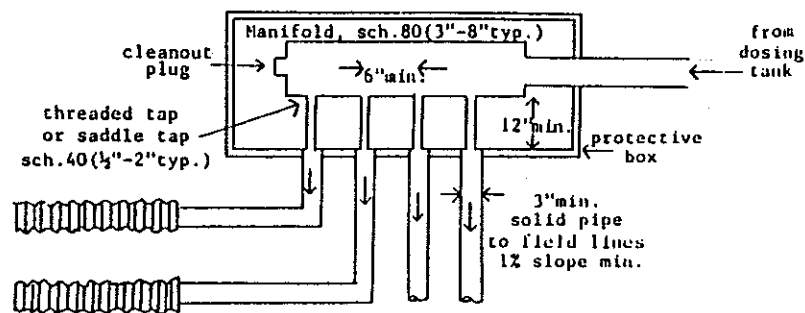 Manifold, sch.80(3"-8"typ.)
cleanout
plug
6"min.
from
dosing
tank
threaded tap
or saddle tap
sch.40(½"-2"typ.)
12"min.
protective
box
3"min.
solid pipe
to field lines
1% slope min.